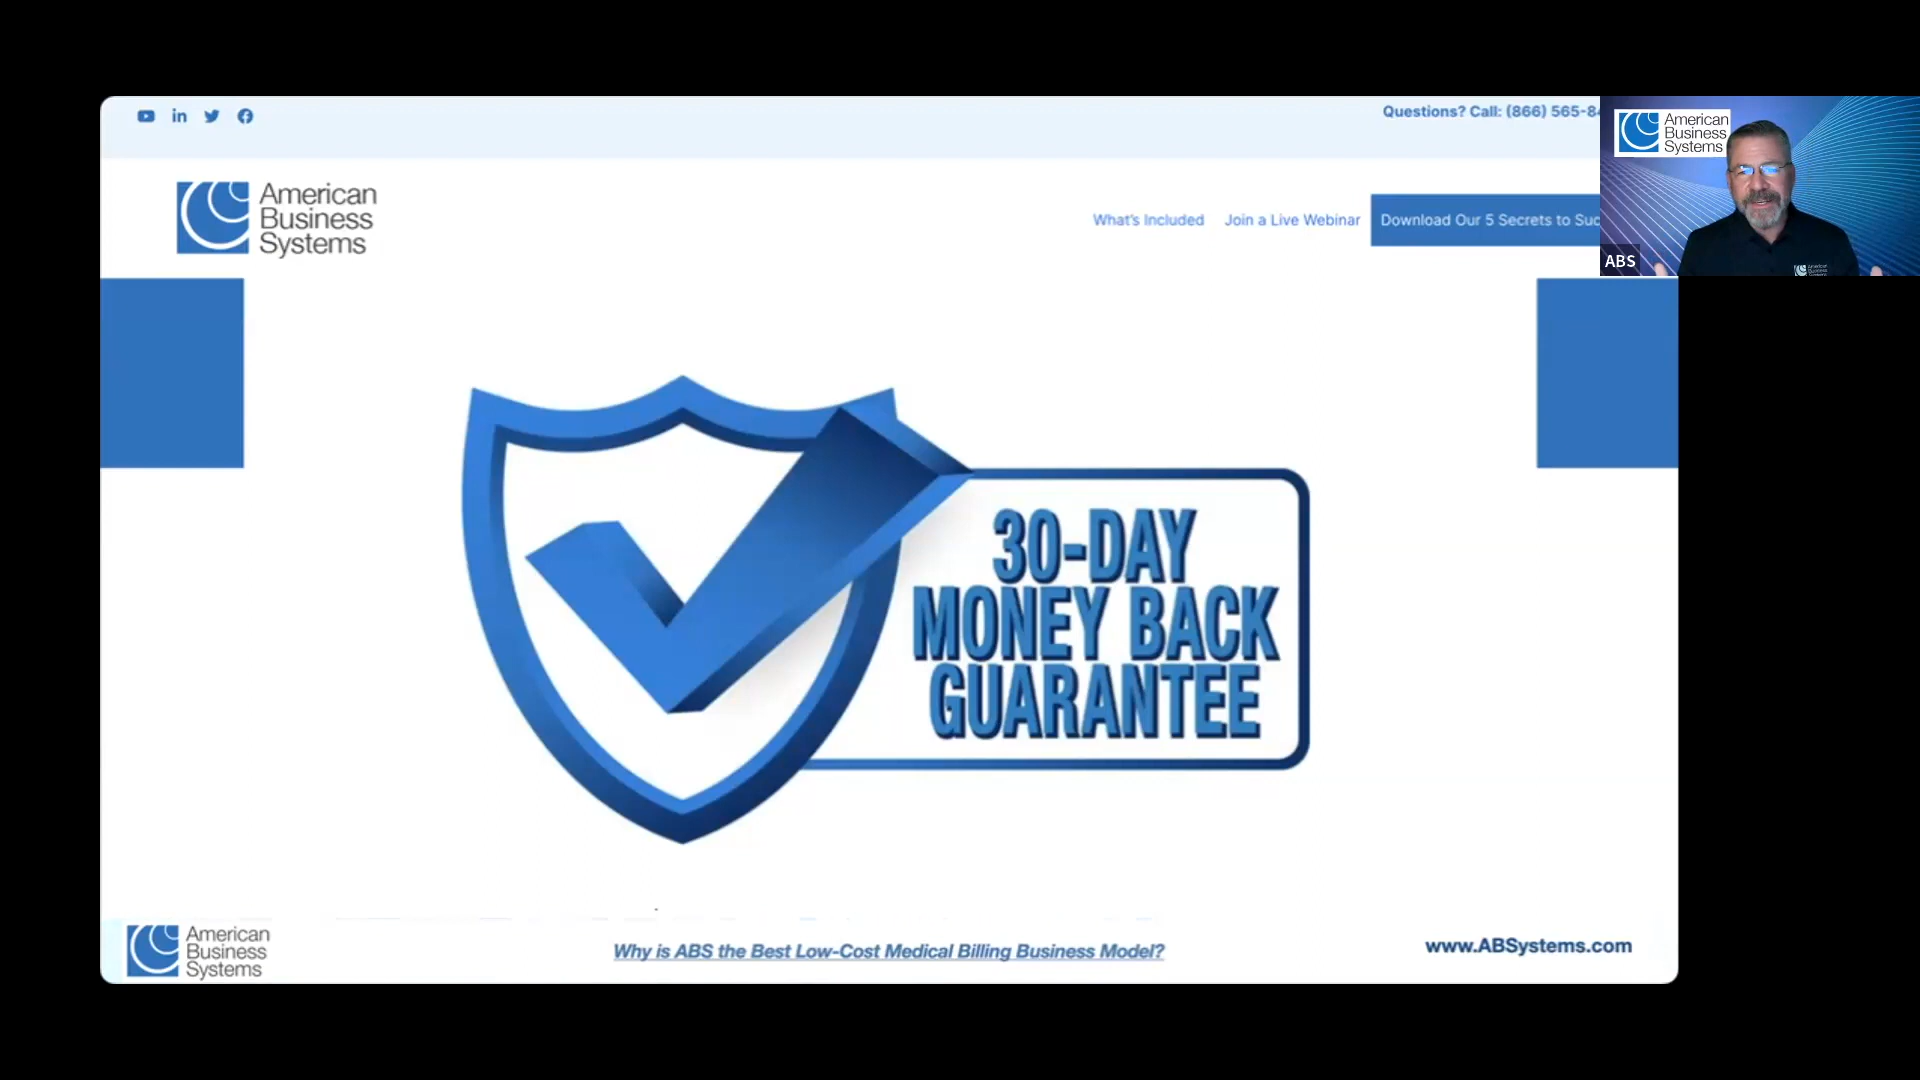 Questions? Call: (866) 565-8
American
Business
Systems
ABS
American
Business
Systems
What's Included
Join a Live Webinar
Download Our 5 Secrets to Suc
30-DAY
MONEY BACK
GUARANTEE
American
Business
Systems
Why is ABS the Best Low-Cost Medical Billing Business Model?
www.ABSystems.com